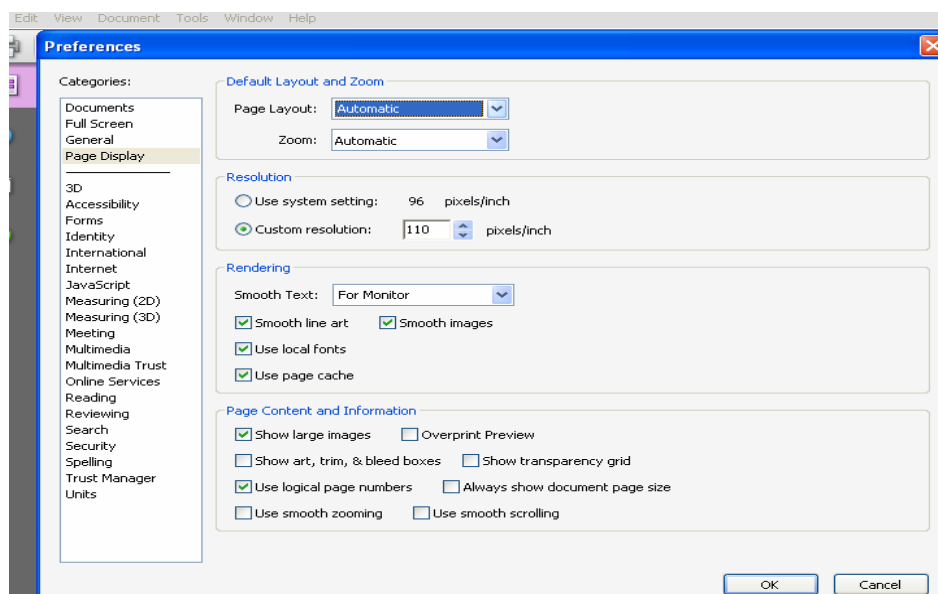 Edit View Document Tools Window Help
Preferences
Categories:
Documents
Full Screen
General
Page Display
3D
Accessibility
Forms
Identity
International
Internet
JavaScript
Measuring (2D)
Measuring (3D)
Meeting
Multimedia
Multimedia Trust
Online Services
Reading
Reviewing
Search
Security
Spelling
Trust Manager
Units
Default Layout and Zoom
Page Layout: Automatic
Zoom: Automatic
Resolution
Use system setting: 96 pixels/inch
Custom resolution: 110 pixels/inch
Rendering
Smooth Text: For Monitor
Smooth line art Smooth images
Use local fonts
Use page cache
Page Content and Information
Show large images Overprint Preview
Show art, trim, & bleed boxes Show transparency grid
Use logical page numbers Always show document page size
Use smooth zooming Use smooth scrolling
OK Cancel